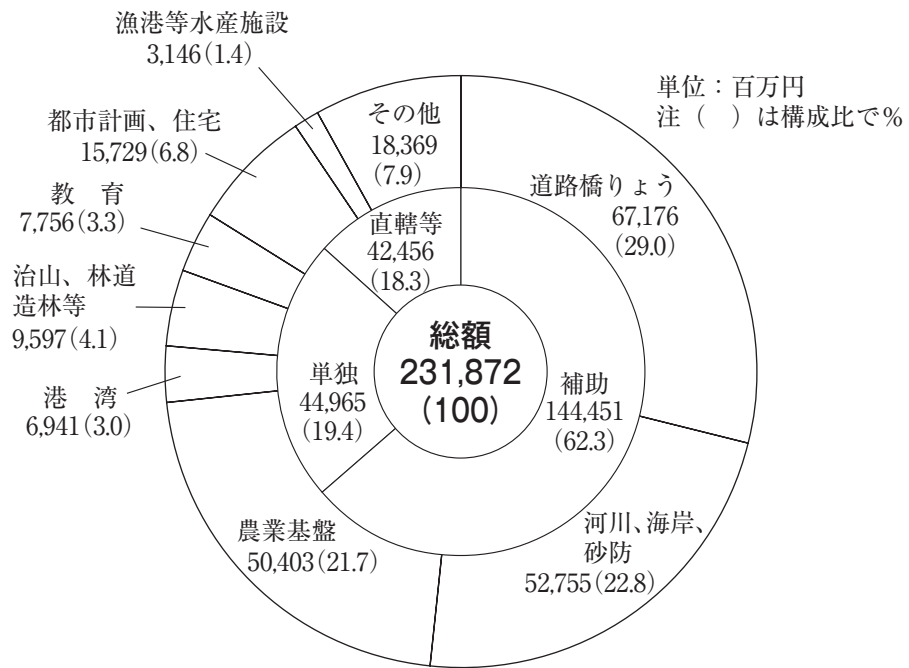 単位：百万円
注（　）は構成比で％
漁港等水産施設
3,146(1.4)
都市計画、住宅
15,729(6.8)
教　育
7,756(3.3)
治山、林道
造林等
9,597(4.1)
港　湾
6,941(3.0)
農業基盤
50,403(21.7)
河川、海岸、
砂防
52,755(22.8)
道路橋りょう
67,176
(29.0)
その他
18,369
(7.9)
直轄等
42,456
(18.3)
単独
44,965
(19.4)
補助
144,451
(62.3)
総額
231,872
(100)